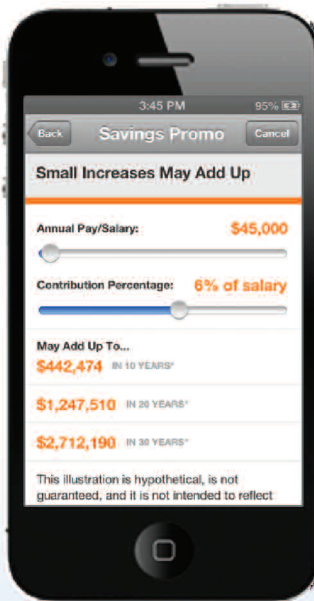 3:45 PM 95%
Back Savings Promo Cancel
Small Increases May Add Up
Annual Pay/Salary: $45,000
Contribution Percentage: 6% of salary
May Add Up To...
$442,474 IN 10 YEARS*
$1,247,510 IN 20 YEARS*
$2,712,190 IN 30 YEARS*
This illustration is hypothetical, is not
guaranteed, and it is not intended to reflect